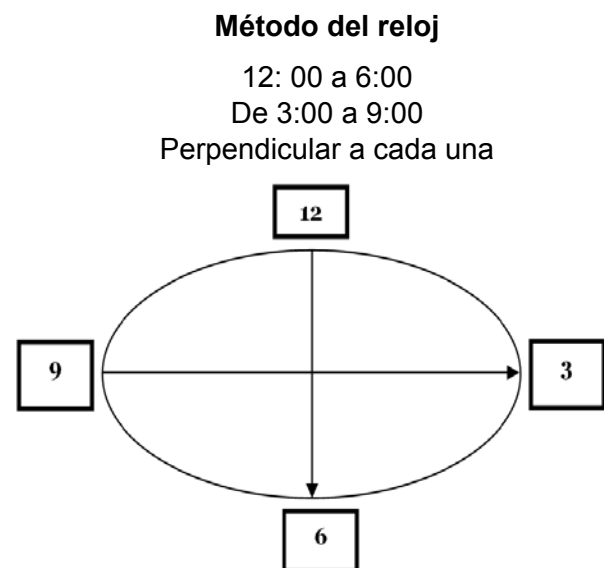 Método del reloj
12: 00 a 6:00
De 3:00 a 9:00
Perpendicular a cada una
12
9
3
6